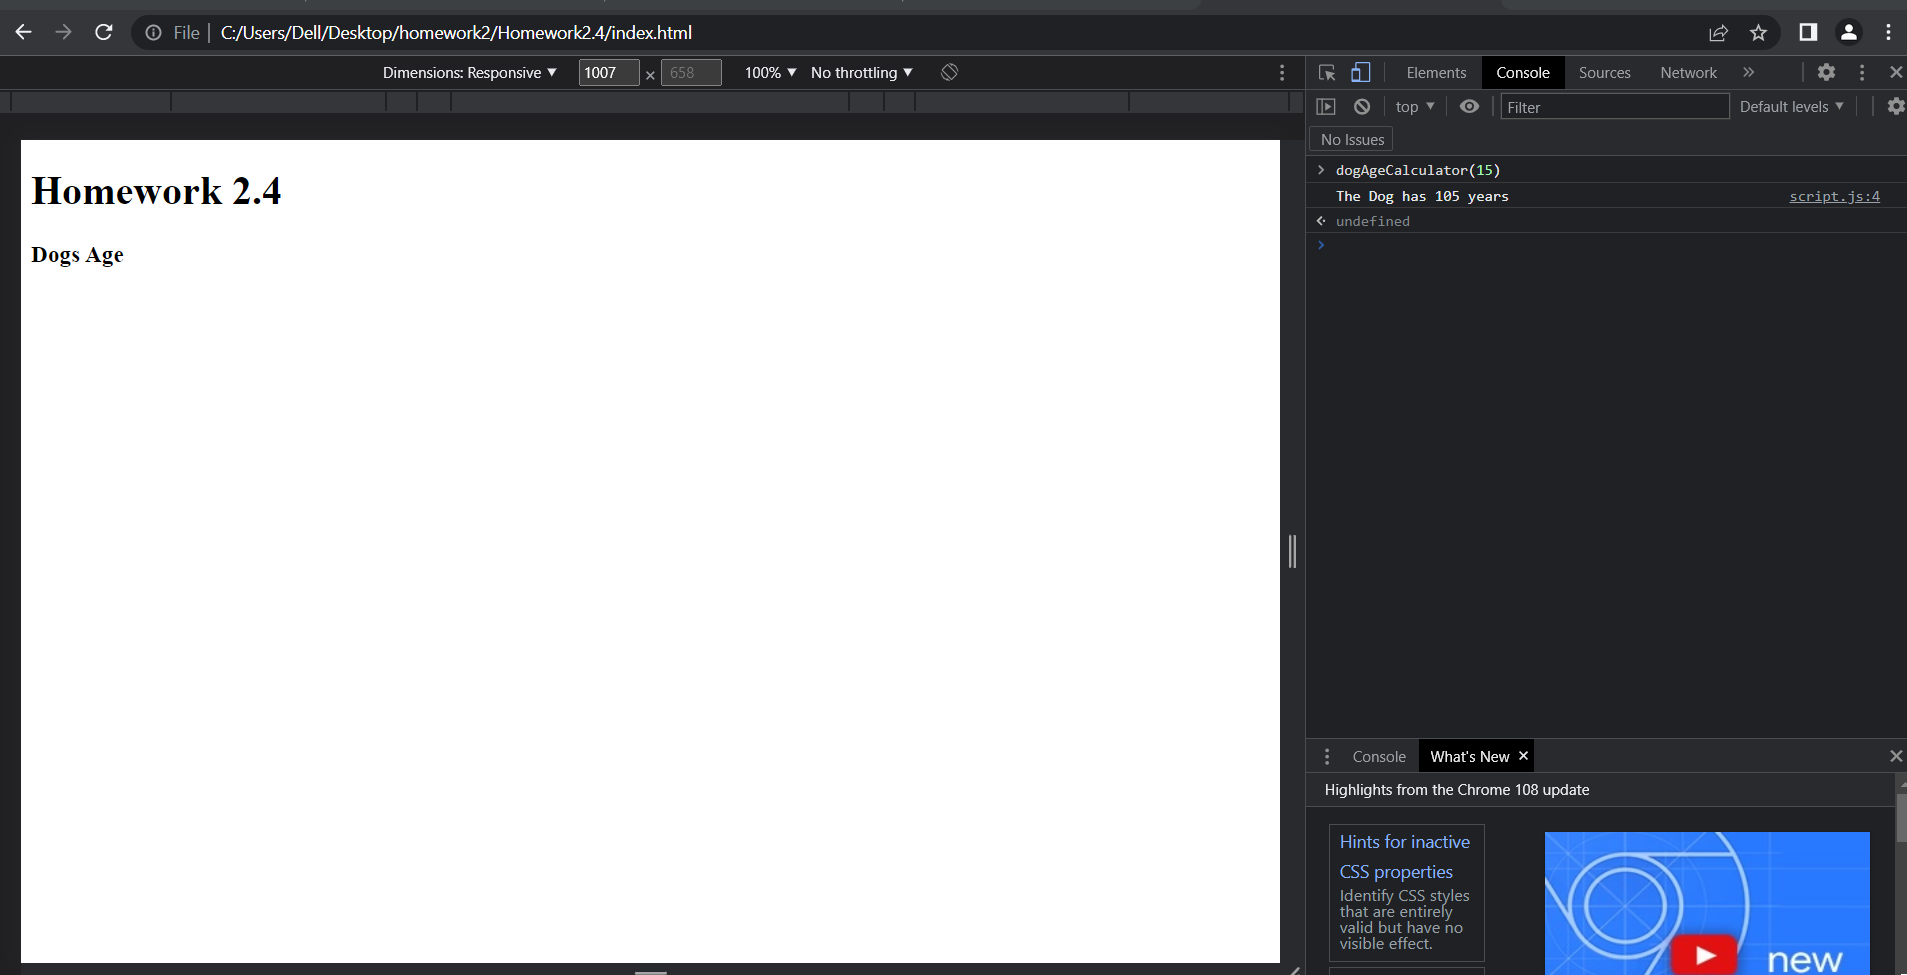 File | C:/Users/Dell/Desktop/homework2/Homework2.4/index.html
Dimensions: Responsive ▼ 1007 × 658 100% ▼ No throttling ▼
Elements Console Sources Network »
top ▼ Filter Default levels ▼
No Issues
Homework 2.4
Dogs Age
dogAgeCalculator(15)
The Dog has 105 years script.js:4
undefined
Console What's New ×
Highlights from the Chrome 108 update
Hints for inactive
CSS properties
Identify CSS styles
that are entirely
valid but have no
visible effect.
new